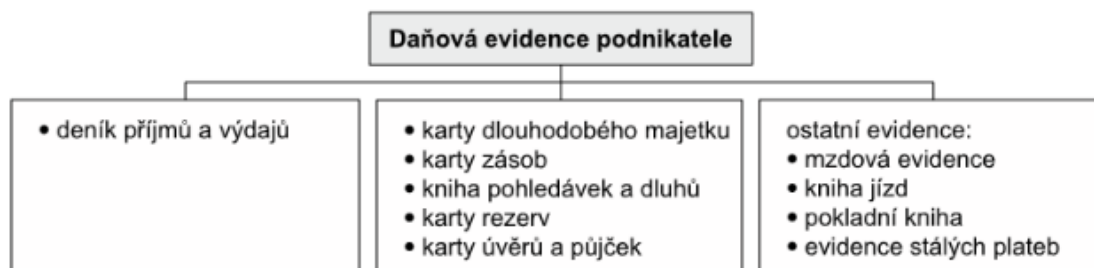 Daňová evidence podnikatele
• deník příjmů a výdajů
• karty dlouhodobého majetku
• karty zásob
• kniha pohledávek a dluhů
• karty rezerv
• karty úvěrů a půjček
ostatní evidence:
• mzdová evidence
• kniha jízd
• pokladní kniha
• evidence stálých plateb